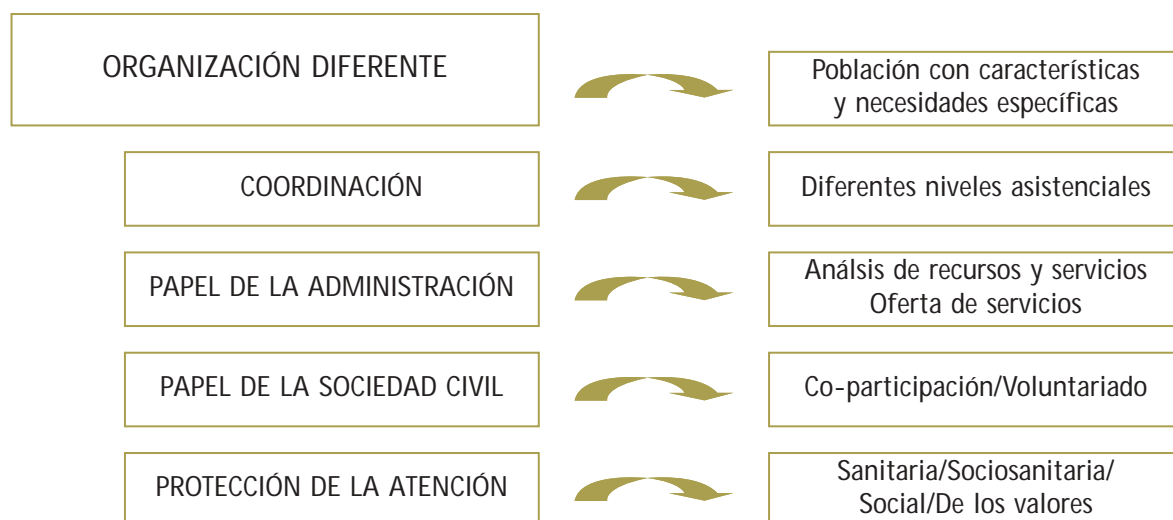 ORGANIZACIÓN DIFERENTE
Población con características
y necesidades específicas
COORDINACIÓN
Diferentes niveles asistenciales
PAPEL DE LA ADMINISTRACIÓN
Análsis de recursos y servicios
Oferta de servicios
PAPEL DE LA SOCIEDAD CIVIL
Co-participación/Voluntariado
PROTECCIÓN DE LA ATENCIÓN
Sanitaria/Sociosanitaria/
Social/De los valores